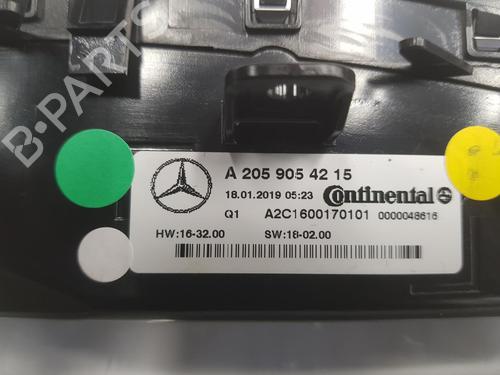 B-PARTS
A 205 905 42 15
18.01.2019 05:23 Continental
Q1 A2C1600170101 0000048616
HW:16-32.00 SW:18-02.00